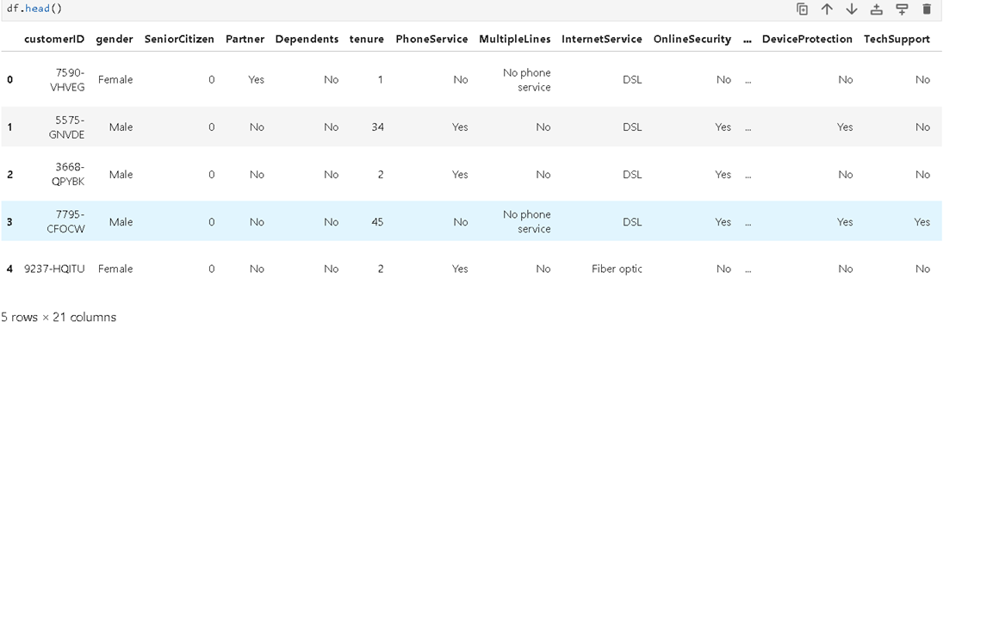 df.head()
customerID gender SeniorCitizen Partner Dependents tenure PhoneService MultipleLines InternetService OnlineSecurity ... DeviceProtection TechSupport
0 7590-VHVEG Female 0 Yes No 1 No No phone service DSL No ... No No
1 5575-GNVDE Male 0 No No 34 Yes No DSL Yes ... Yes No
2 3668-QPYBK Male 0 No No 2 Yes No DSL Yes ... No No
3 7795-CFOCW Male 0 No No 45 No No phone service DSL Yes ... Yes Yes
4 9237-HQITU Female 0 No No 2 Yes No Fiber optic No ... No No
5 rows × 21 columns